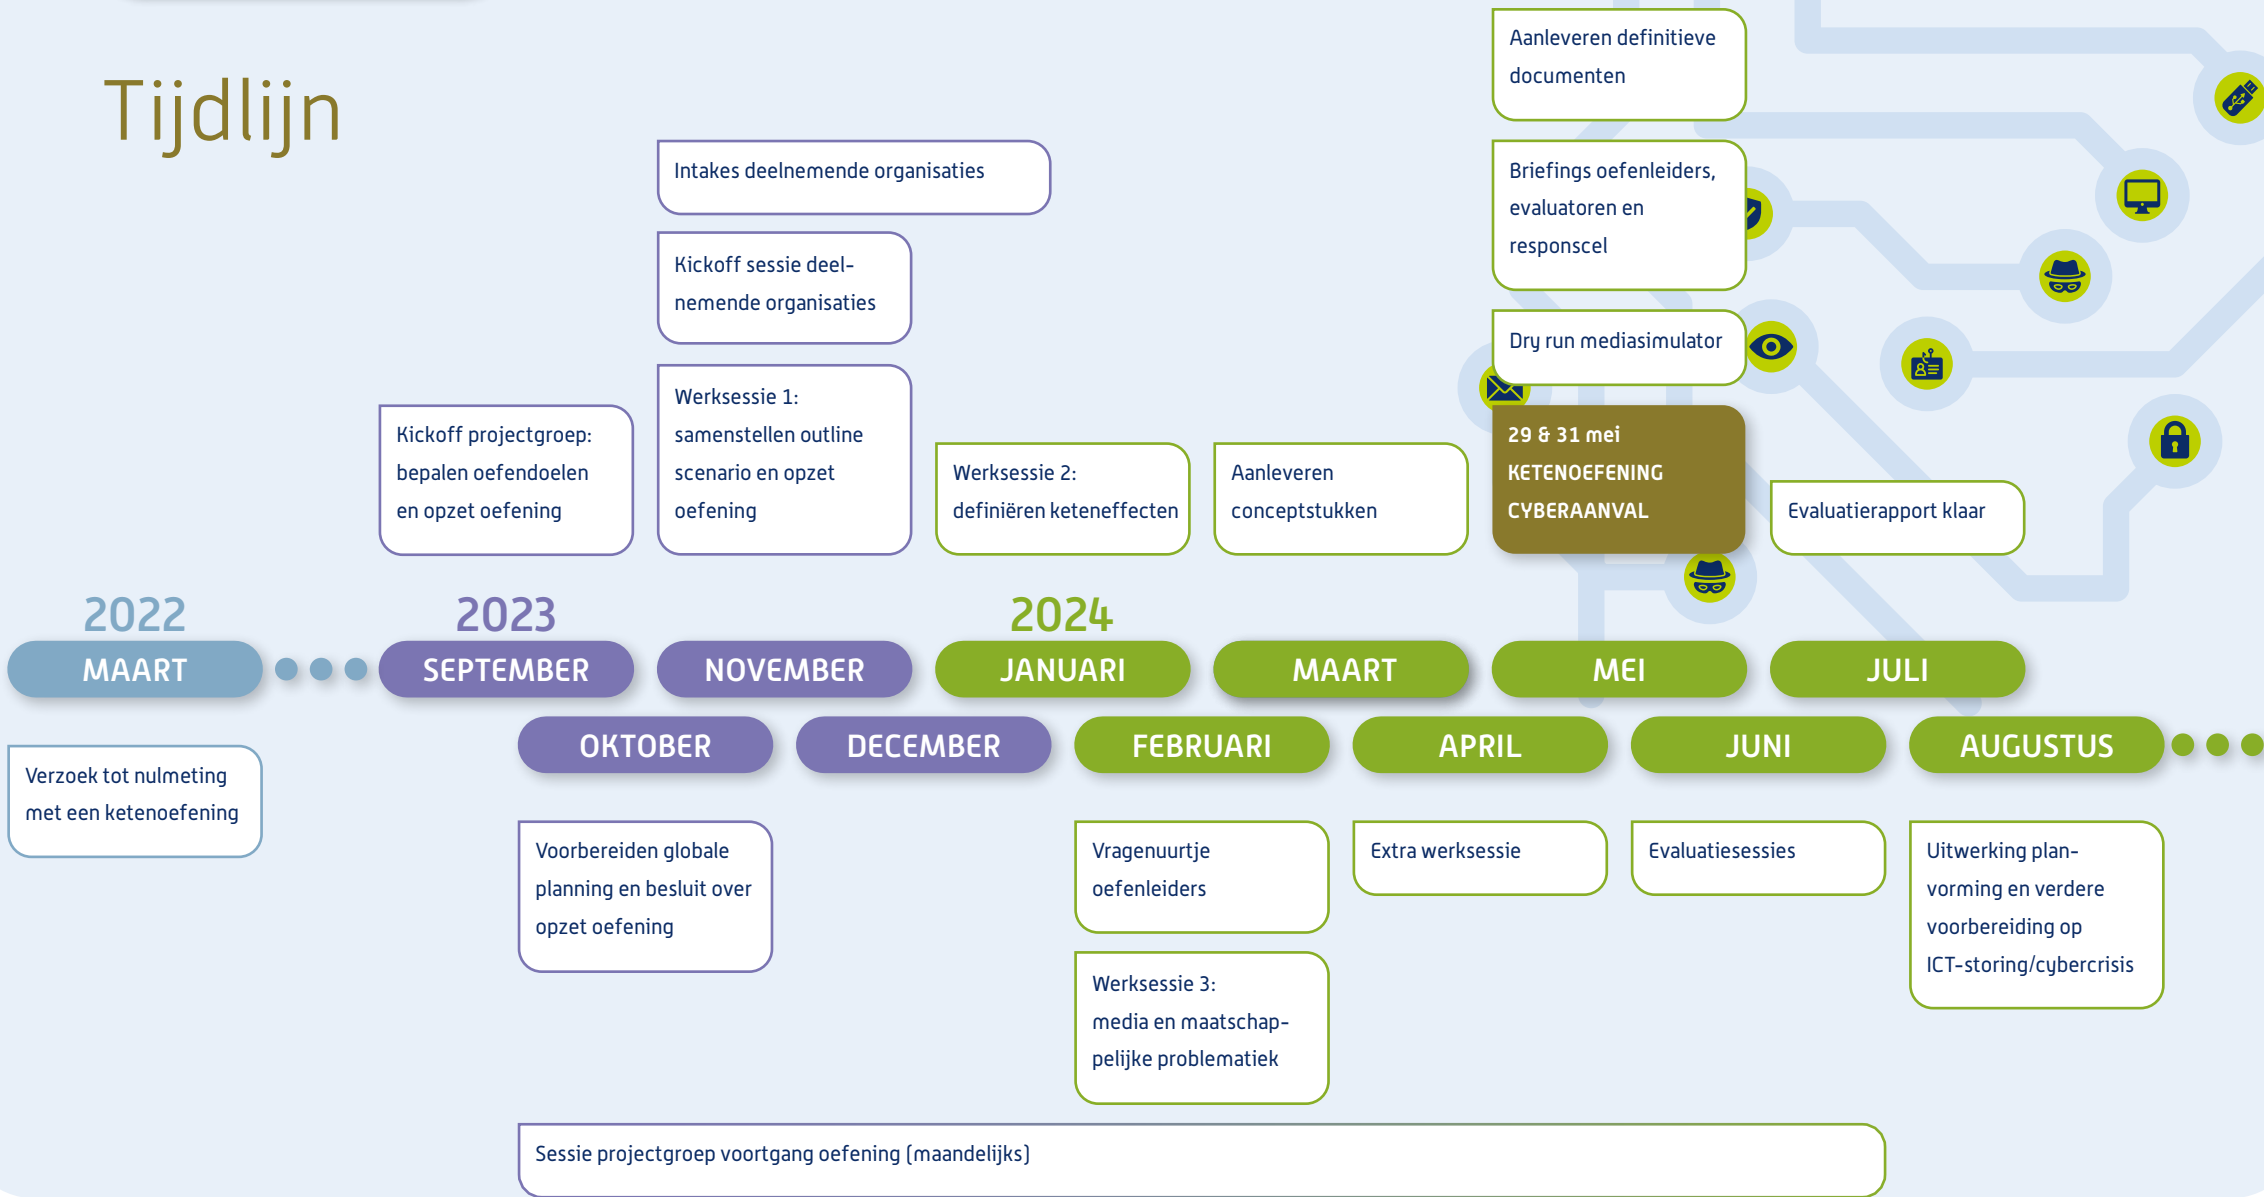 Tijdlijn
Aanleveren definitieve
documenten
Intakes deelnemende organisaties
Briefings oefenleiders,
evaluatoren en
responscel
Kickoff sessie deel-
nemende organisaties
Dry run mediasimulator
Kickoff projectgroep:
bepalen oefendoelen
en opzet oefening
Werksessie 1:
samenstellen outline
scenario en opzet
oefening
Werksessie 2:
definiëren keteneffecten
Aanleveren
conceptstukken
29 & 31 mei
KETENOEFENING
CYBERAANVAL
Evaluatierapport klaar
2022
2023
2024
MAART
SEPTEMBER
NOVEMBER
JANUARI
MAART
MEI
JULI
OKTOBER
DECEMBER
FEBRUARI
APRIL
JUNI
AUGUSTUS
Verzoek tot nulmeting
met een ketenoefening
Voorbereiden globale
planning en besluit over
opzet oefening
Vragenuurtje
oefenleiders
Extra werksessie
Evaluatiesessies
Uitwerking plan-
vorming en verdere
voorbereiding op
ICT-storing/cybercrisis
Werksessie 3:
media en maatschap-
pelijke problematiek
Sessie projectgroep voortgang oefening (maandelijks)